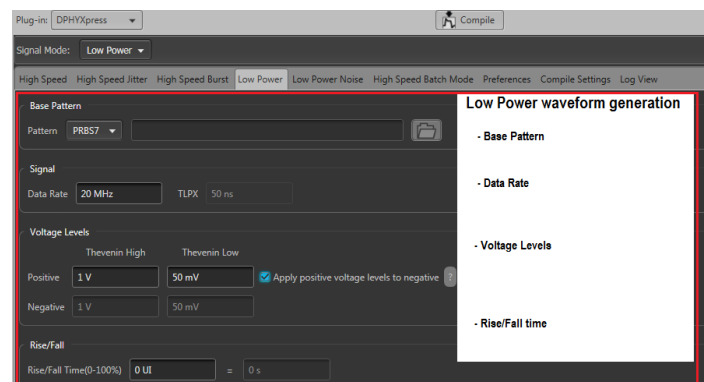 Plug-in: DPHYXpress Compile
Signal Mode: Low Power
High Speed High Speed Jitter High Speed Burst Low Power Low Power Noise High Speed Batch Mode Preferences Compile Settings Log View
Base Pattern
Pattern PRBS7
Signal
Data Rate 20 MHz TLPX 50 ns
Voltage Levels
Thevenin High Thevenin Low
Positive 1 V 50 mV Apply positive voltage levels to negative ?
Negative 1 V 50 mV
Rise/Fall
Rise/Fall Time(0-100%) 0 UI = 0 s
Low Power waveform generation
- Base Pattern
- Data Rate
- Voltage Levels
- Rise/Fall time